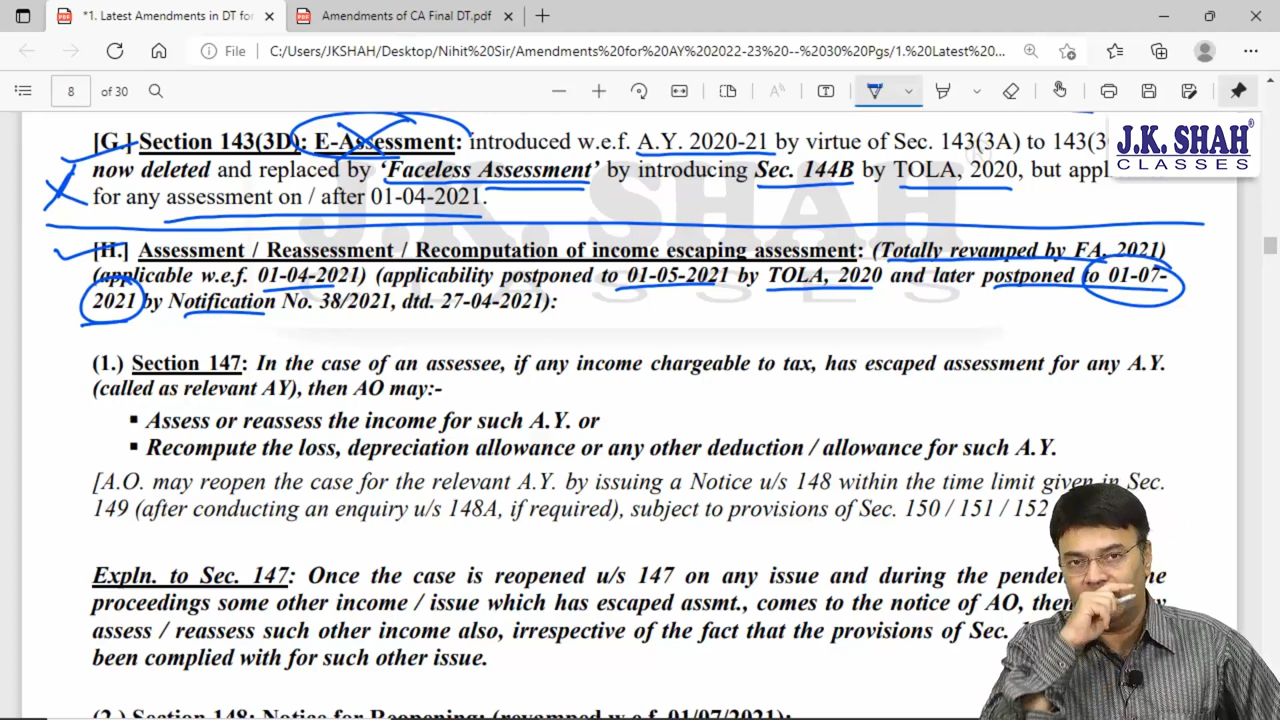 *1. Latest Amendments in DT for
Amendments of CA Final DT.pdf
File
C:/Users/JKSHAH/Desktop/Nihit%20Sir/Amendments%20for%20AY%202022-23%20--%2030%20Pgs/1.%20Latest%20...
8 of 30
J.K. SHAH®
CLASSES
[G.] Section 143(3D): E-Assessment: introduced w.e.f. A.Y. 2020-21 by virtue of Sec. 143(3A) to 143(3
now deleted and replaced by ‘Faceless Assessment’ by introducing Sec. 144B by TOLA, 2020, but appl
for any assessment on / after 01-04-2021.
J.K. SHAH
[H.] Assessment / Reassessment / Recomputation of income escaping assessment: (Totally revamped by FA, 2021)
(applicable w.e.f. 01-04-2021) (applicability postponed to 01-05-2021 by TOLA, 2020 and later postponed to 01-07-
2021 by Notification No. 38/2021, dtd. 27-04-2021):
(1.) Section 147: In the case of an assessee, if any income chargeable to tax, has escaped assessment for any A.Y.
(called as relevant AY), then AO may:-
▪ Assess or reassess the income for such A.Y. or
▪ Recompute the loss, depreciation allowance or any other deduction / allowance for such A.Y.
[A.O. may reopen the case for the relevant A.Y. by issuing a Notice u/s 148 within the time limit given in Sec.
149 (after conducting an enquiry u/s 148A, if required), subject to provisions of Sec. 150 / 151 / 152
Expln. to Sec. 147: Once the case is reopened u/s 147 on any issue and during the pende
proceedings some other income / issue which has escaped assmt., comes to the notice of AO, then
assess / reassess such other income also, irrespective of the fact that the provisions of Sec.
been complied with for such other issue.
(2.) Section 148: Notice for Reopening: (revamped w.e.f. 01/07/2021):